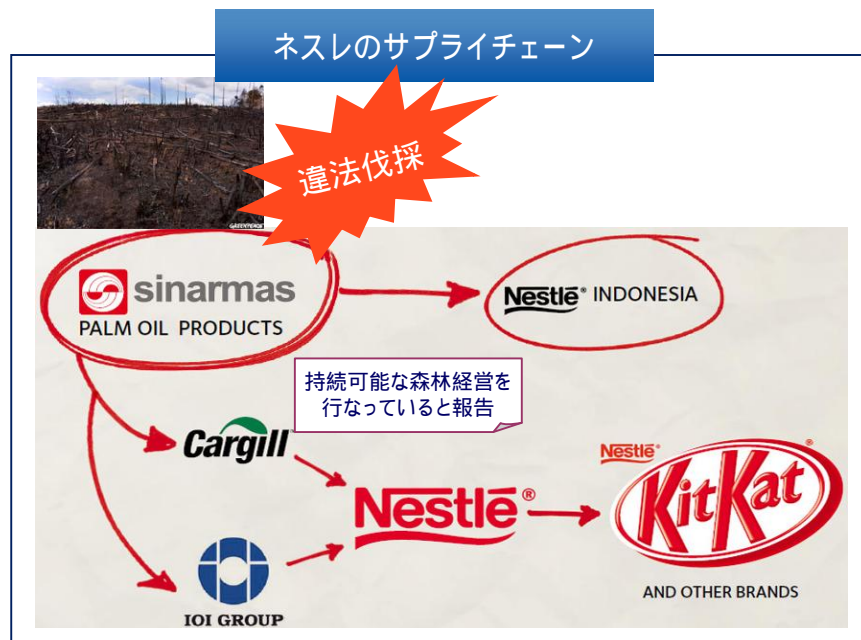 ネスレのサプライチェーン
違法伐採
GREENPEACE
sinarmas
PALM OIL PRODUCTS
Nestlé® INDONESIA
持続可能な森林経営を
行なっていると報告
Cargill™
Nestlé®
Nestlé®
KitKat®
IOI GROUP
AND OTHER BRANDS